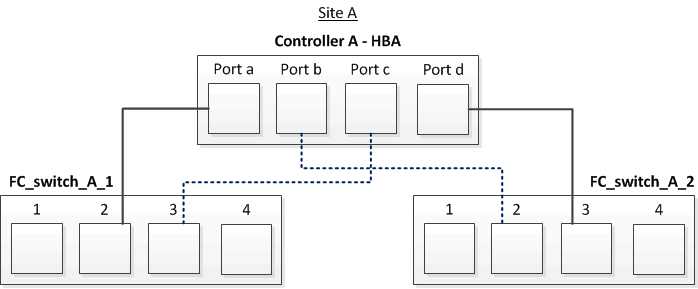 Site A
Controller A - HBA
Port a Port b Port c Port d
FC_switch_A_1 FC_switch_A_2
1 2 3 4 1 2 3 4